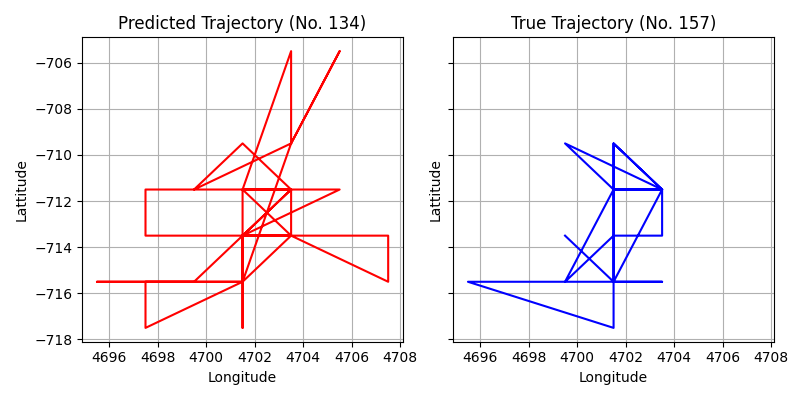 Predicted Trajectory (No. 134)
True Trajectory (No. 157)
Lattitude
−706
−708
−710
−712
−714
−716
−718
4696 4698 4700 4702 4704 4706 4708
Longitude
Lattitude
4696 4698 4700 4702 4704 4706 4708
Longitude